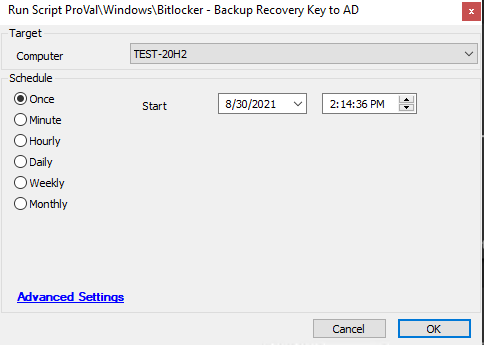 Run Script ProVal\Windows\Bitlocker - Backup Recovery Key to AD x
Target
Computer TEST-20H2
Schedule
Once Start 8/30/2021 2:14:36 PM
Minute
Hourly
Daily
Weekly
Monthly
Advanced Settings
Cancel OK